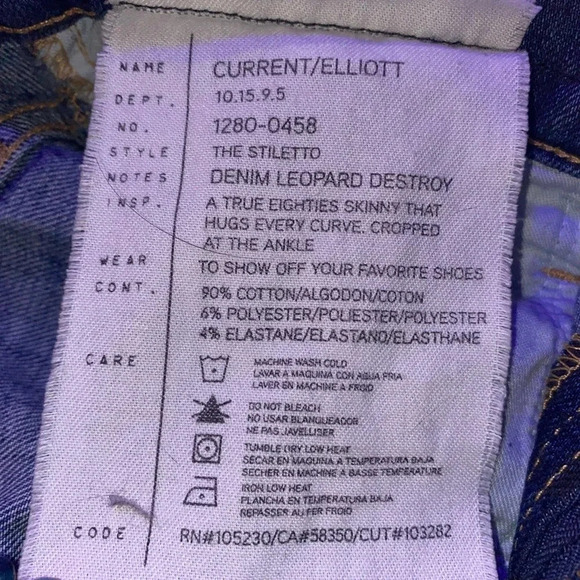 NAME CURRENT/ELLIOTT
DEPT. 10.15.9.5
NO. 1280-0458
STYLE THE STILETTO
NOTES DENIM LEOPARD DESTROY
INSP. A TRUE EIGHTIES SKINNY THAT
HUGS EVERY CURVE. CROPPED
AT THE ANKLE
WEAR TO SHOW OFF YOUR FAVORITE SHOES
CONT. 90% COTTON/ALGODON/COTON
6% POLYESTER/POLIESTER/POLYESTER
4% ELASTANE/ELASTANO/ELASTHANE
CARE MACHINE WASH COLD
LAVAR A MAQUINA CON AGUA FRIA
LAVER EN MACHINE A FROID
DO NOT BLEACH
NO USAR BLANQUEADOR
NE PAS JAVELLISER
TUMBLE DRY LOW HEAT
SECAR EN MAQUINA A TEMPERATURA BAJA
SECHER EN MACHINE A BASSE TEMPERATURE
IRON LOW HEAT
PLANCHA EN TEMPERATURA BAJA
REPASSER AU FER FROID
CODE RN#105230/CA#58350/CUT#103282